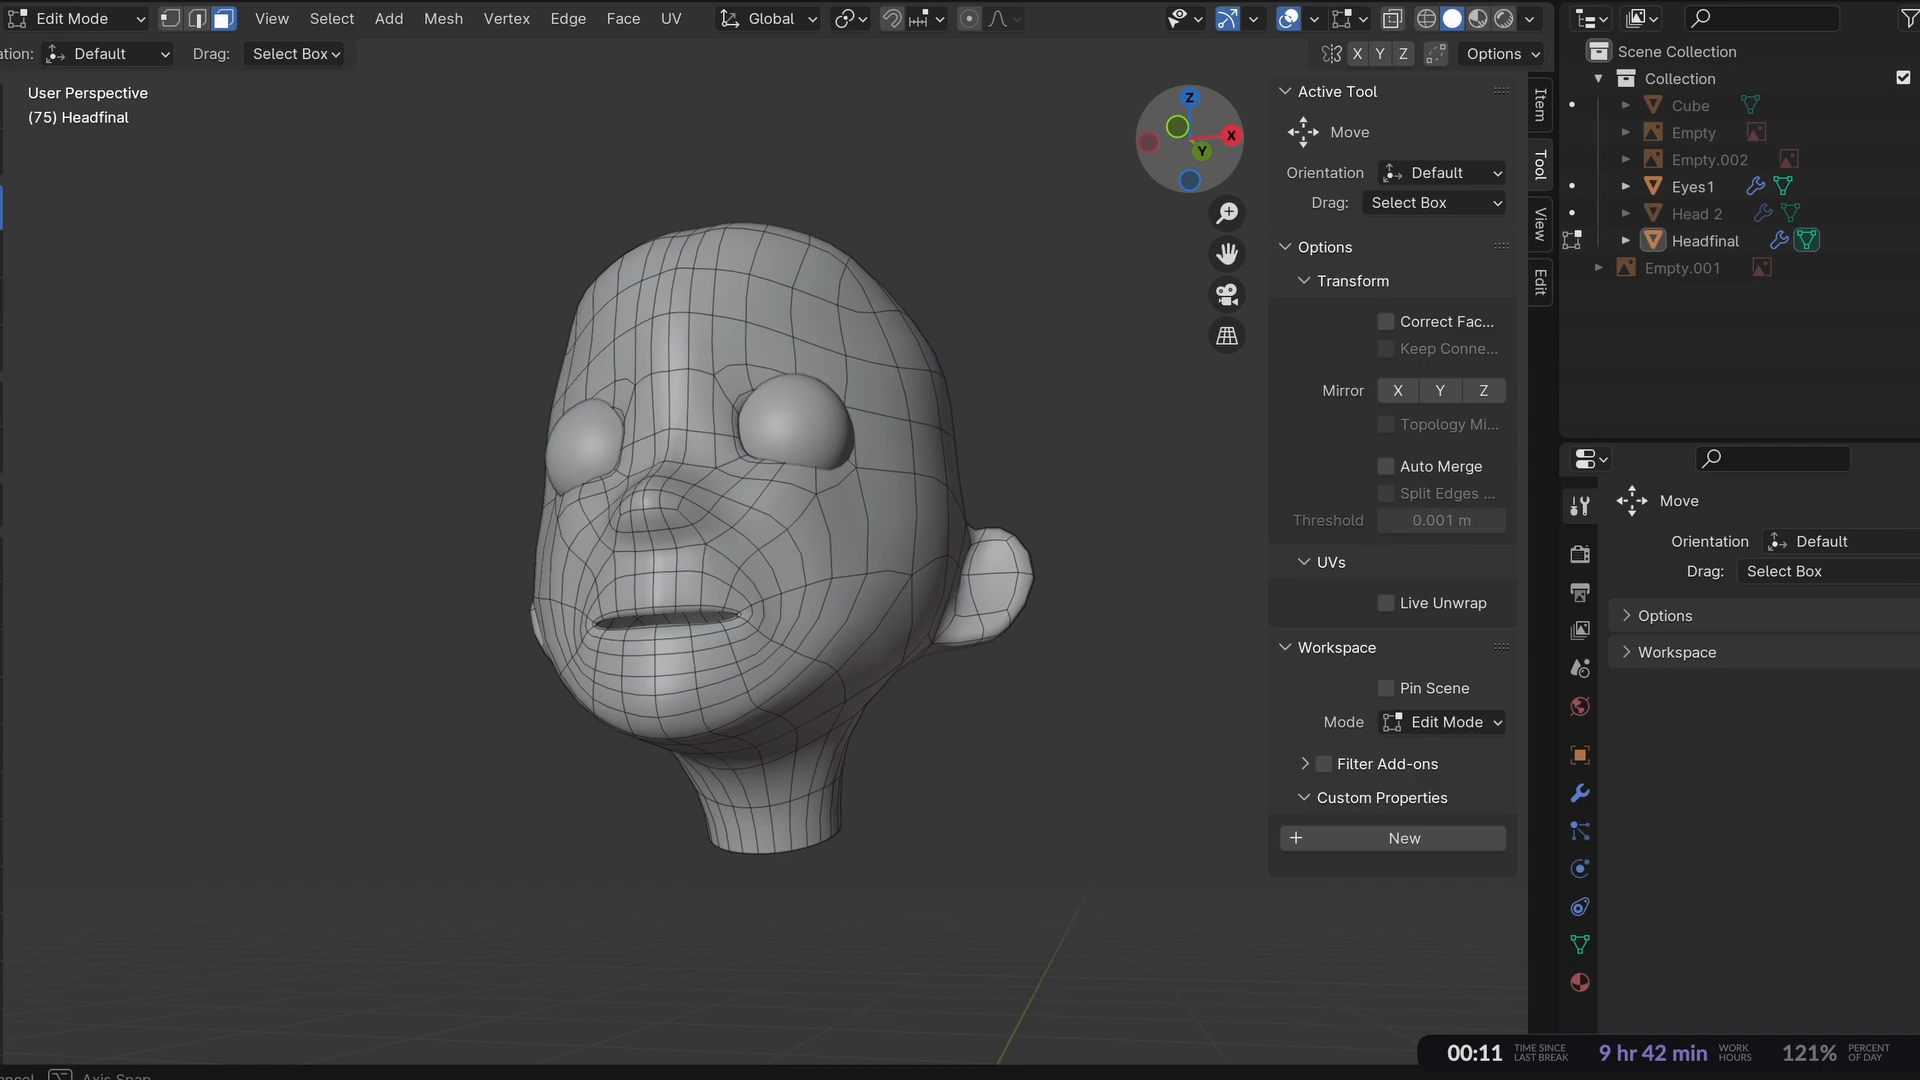 Edit Mode View Select Add Mesh Vertex Edge Face UV Global
ation: Default Drag: Select Box X Y Z Options
User Perspective
(75) Headfinal
Z
X
Y
Active Tool
Move
Orientation Default
Drag: Select Box
Options
Transform
Correct Fac...
Keep Conne...
Mirror X Y Z
Topology Mi...
Auto Merge
Split Edges ...
Threshold 0.001 m
UVs
Live Unwrap
Workspace
Pin Scene
Mode Edit Mode
Filter Add-ons
Custom Properties
+ New
Item
Tool
View
Edit
Scene Collection
Collection
Cube
Empty
Empty.002
Eyes1
Head 2
Headfinal
Empty.001
Move
Orientation Default
Drag: Select Box
Options
Workspace
00:11 TIME SINCE LAST BREAK 9 hr 42 min WORK HOURS 121% PERCENT OF DAY
ancel Axis Snap